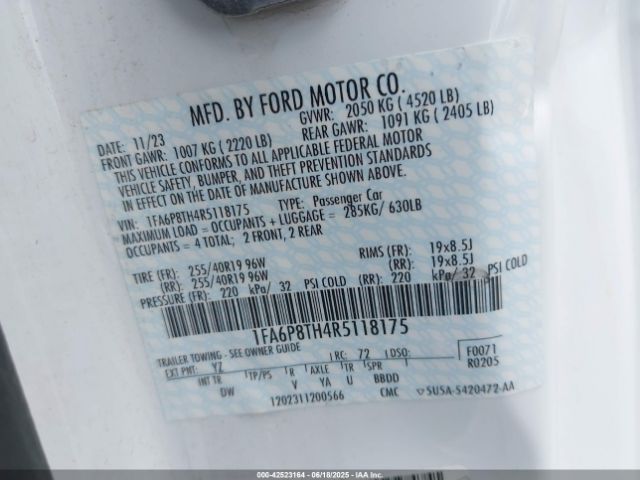 MFD. BY FORD MOTOR CO.
DATE: 11/23 GVWR: 2050 KG ( 4520 LB)
FRONT GAWR: 1007 KG ( 2220 LB) REAR GAWR: 1091 KG ( 2405 LB)
THIS VEHICLE CONFORMS TO ALL APPLICABLE FEDERAL MOTOR
VEHICLE SAFETY, BUMPER, AND THEFT PREVENTION STANDARDS
IN EFFECT ON THE DATE OF MANUFACTURE SHOWN ABOVE.
VIN: 1FA6P8TH4R5118175 TYPE: Passenger Car
MAXIMUM LOAD = OCCUPANTS + LUGGAGE = 285KG/ 630LB
OCCUPANTS = 4 TOTAL; 2 FRONT, 2 REAR
TIRE (FR): 255/40R19 96W RIMS (FR): 19x8.5J
(RR): 255/40R19 96W (RR): 19x8.5J
PRESSURE (FR): 220 kPa/ 32 PSI COLD (RR): 220 kPa/ 32 PSI COLD
1FA6P8TH4R5118175
TRAILER TOWING - SEE OWNER GUIDE
EXT PNT: YZ RC: 72 DSO: F0071
INT TR TP/PS R AXLE TR SPR R0205
DW V YA V BBDD
1202311200566 CMC 5U5A-5420472-AA
000-42523164 06/18/2025 IAAI.COM